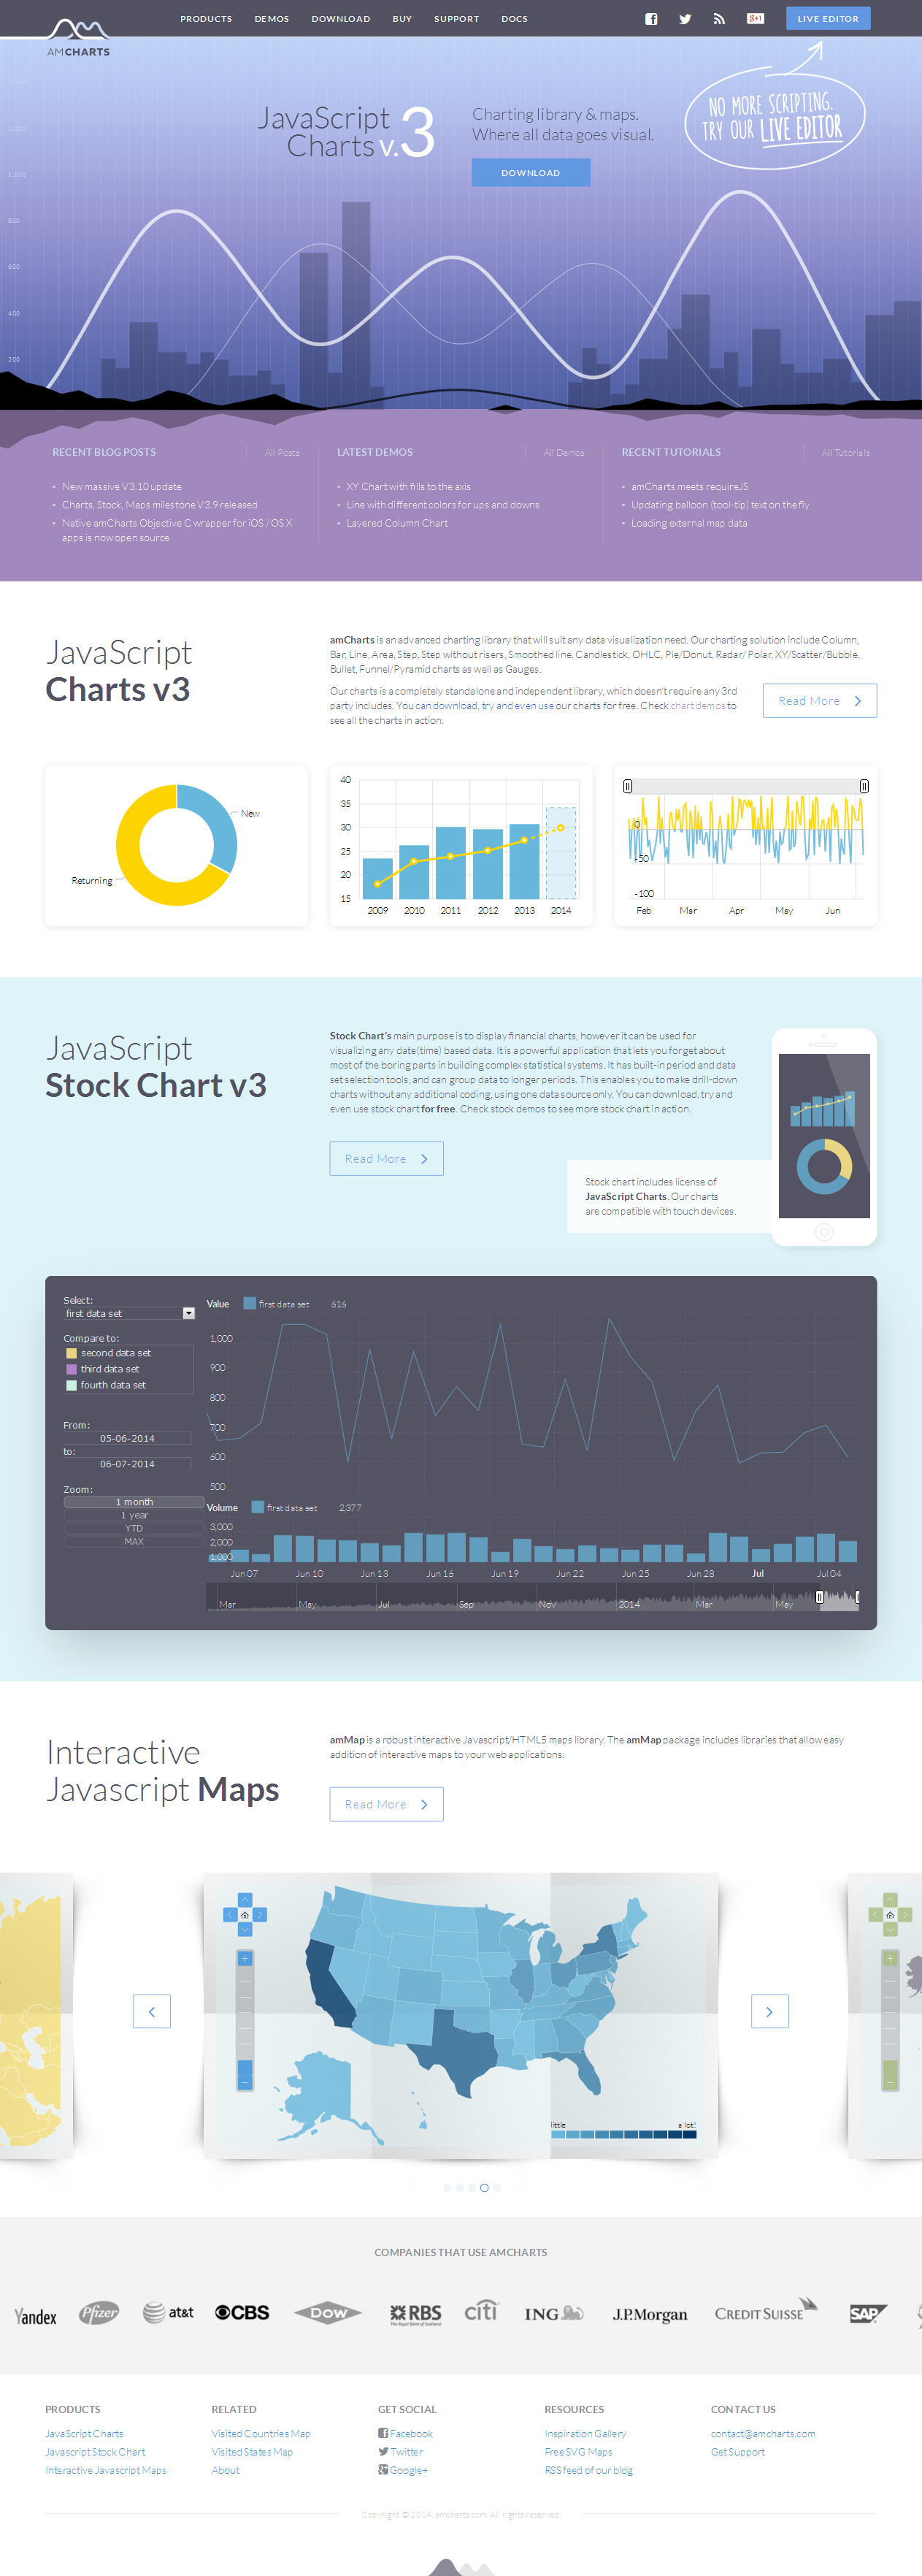 PRODUCTS DEMOS DOWNLOAD BUY SUPPORT DOCS
LIVE EDITOR
AMCHARTS
JavaScript
Charts v.3
Charting library & maps.
Where all data goes visual.
DOWNLOAD
NO MORE SCRIPTING.
TRY OUR LIVE EDITOR
1,000
800
600
400
200
RECENT BLOG POSTS
All Posts
New massive V3.10 update
Charts, Stock, Maps milestone V3.9 released
Native amCharts Objective C wrapper for iOS / OS X
apps is now open source
LATEST DEMOS
All Demos
XY Chart with fills to the axis
Line with different colors for ups and downs
Layered Column Chart
RECENT TUTORIALS
All Tutorials
amCharts meets requireJS
Updating balloon (tool-tip) text on the fly
Loading external map data
JavaScript
Charts v3
amCharts is an advanced charting library that will suit any data visualization need. Our charting solution include Column,
Bar, Line, Area, Step, Step without risers, Smoothed line, Candlestick, OHLC, Pie/Donut, Radar/ Polar, XY/Scatter/Bubble,
Bullet, Funnel/Pyramid charts as well as Gauges.
Our charts is a completely standalone and independent library, which doesn't require any 3rd
party includes. You can download, try and even use our charts for free. Check chart demos to
see all the charts in action.
Read More
New
Returning
40
35
30
25
20
15
2009 2010 2011 2012 2013 2014
0
-50
-100
Feb Mar Apr May Jun
JavaScript
Stock Chart v3
Stock Chart's main purpose is to display financial charts, however it can be used for
visualizing any date(time) based data. It is a powerful application that lets you forget about
most of the boring parts in building complex statistical systems. It has built-in period and data
set selection tools, and can group data to longer periods. This enables you to make drill-down
charts without any additional coding, using one data source only. You can download, try and
even use stock chart for free. Check stock demos to see more stock chart in action.
Read More
Stock chart includes license of
JavaScript Charts. Our charts
are compatible with touch devices.
Select:
first data set
Compare to:
second data set
third data set
fourth data set
From:
05-06-2014
to:
06-07-2014
Zoom:
1 month
1 year
YTD
MAX
Value first data set 616
1,000
900
800
700
600
500
Volume first data set 2,377
3,000
2,000
1,000
Jun 07 Jun 10 Jun 13 Jun 16 Jun 19 Jun 22 Jun 25 Jun 28 Jul Jul 04
Mar May Jul Sep Nov 2014 Mar May
Interactive
Javascript Maps
amMap is a robust interactive Javascript/HTML5 maps library. The amMap package includes libraries that allow easy
addition of interactive maps to your web applications.
Read More
little a lot!
COMPANIES THAT USE AMCHARTS
Yandex Pfizer at&t CBS DOW RBS citi ING J.P.Morgan CREDIT SUISSE SAP
The Royal Bank of Scotland
PRODUCTS
JavaScript Charts
Javascript Stock Chart
Interactive Javascript Maps
RELATED
Visited Countries Map
Visited States Map
About
GET SOCIAL
Facebook
Twitter
Google+
RESOURCES
Inspiration Gallery
Free SVG Maps
RSS feed of our blog
CONTACT US
contact@amcharts.com
Get Support
Copyright © 2014, amcharts.com. All rights reserved